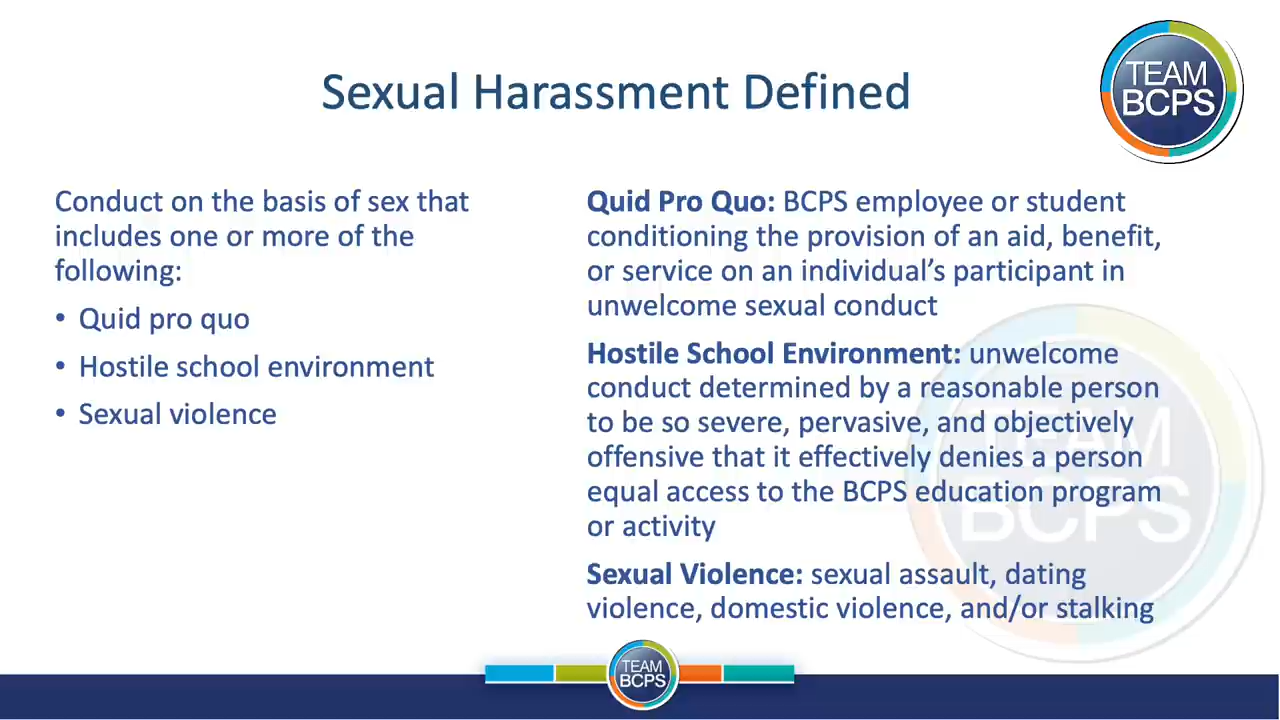 Sexual Harassment Defined
TEAM
BCPS
Conduct on the basis of sex that
includes one or more of the
following:
• Quid pro quo
• Hostile school environment
• Sexual violence
Quid Pro Quo: BCPS employee or student
conditioning the provision of an aid, benefit,
or service on an individual’s participant in
unwelcome sexual conduct
Hostile School Environment: unwelcome
conduct determined by a reasonable person
to be so severe, pervasive, and objectively
offensive that it effectively denies a person
equal access to the BCPS education program
or activity
Sexual Violence: sexual assault, dating
violence, domestic violence, and/or stalking
TEAM
BCPS
TEAM
BCPS